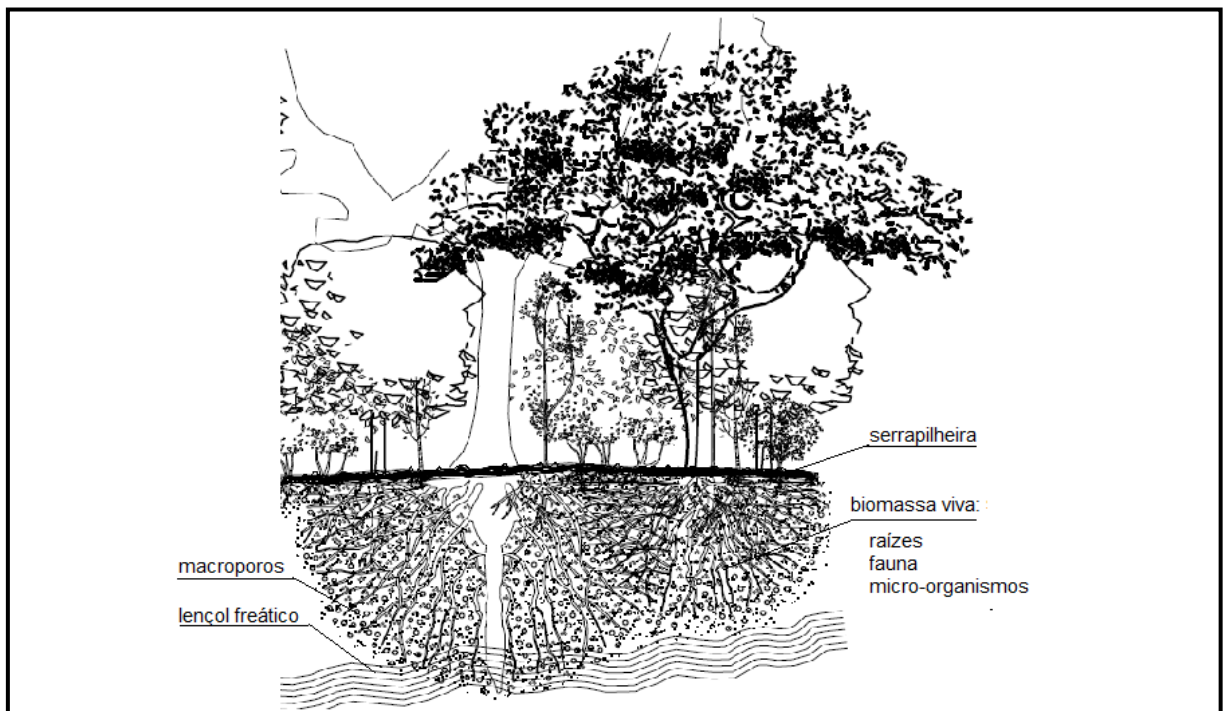 serrapilheira
biomassa viva:
raízes
fauna
micro-organismos
macroporos
lençol freático